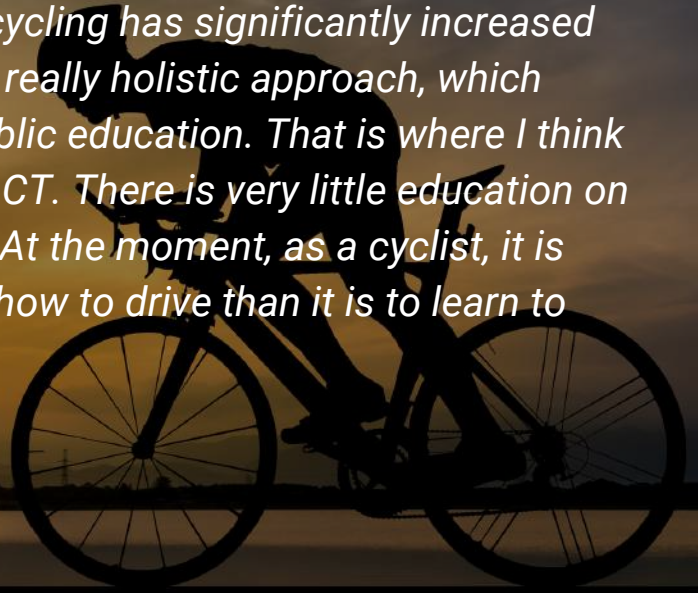 cycling has significantly increased
really holistic approach, which
blic education. That is where I think
CT. There is very little education on
At the moment, as a cyclist, it is
how to drive than it is to learn to